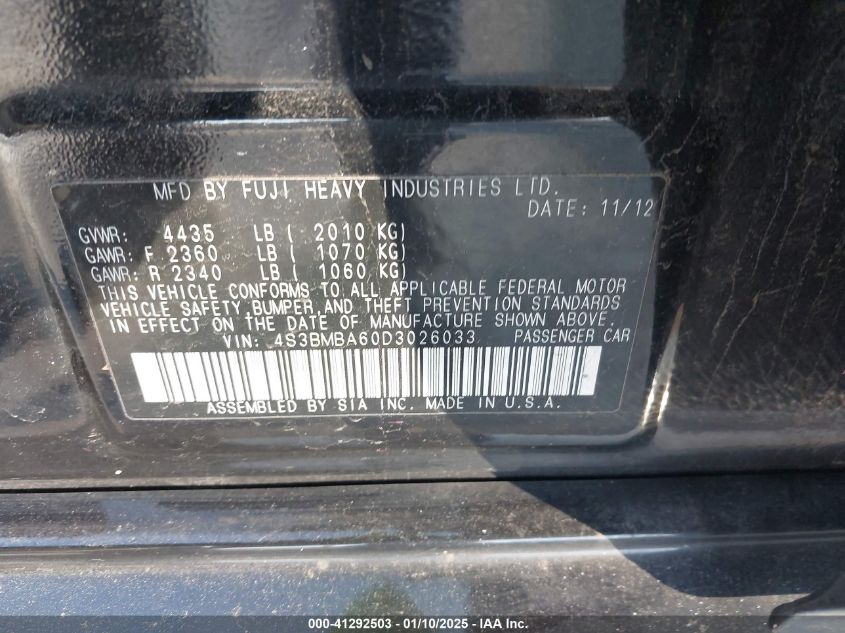 MFD BY FUJI HEAVY INDUSTRIES LTD.
DATE: 11/12
GVWR: 4435 LB ( 2010 KG)
GAWR: F 2360 LB ( 1070 KG)
GAWR: R 2340 LB ( 1060 KG)
THIS VEHICLE CONFORMS TO ALL APPLICABLE FEDERAL MOTOR
VEHICLE SAFETY, BUMPER, AND THEFT PREVENTION STANDARDS
IN EFFECT ON THE DATE OF MANUFACTURE SHOWN ABOVE.
VIN: 4S3BMBA60D3026033 PASSENGER CAR
ASSEMBLED BY SIA INC. MADE IN U.S.A.
000-41292503 - 01/10/2025 - IAA Inc.